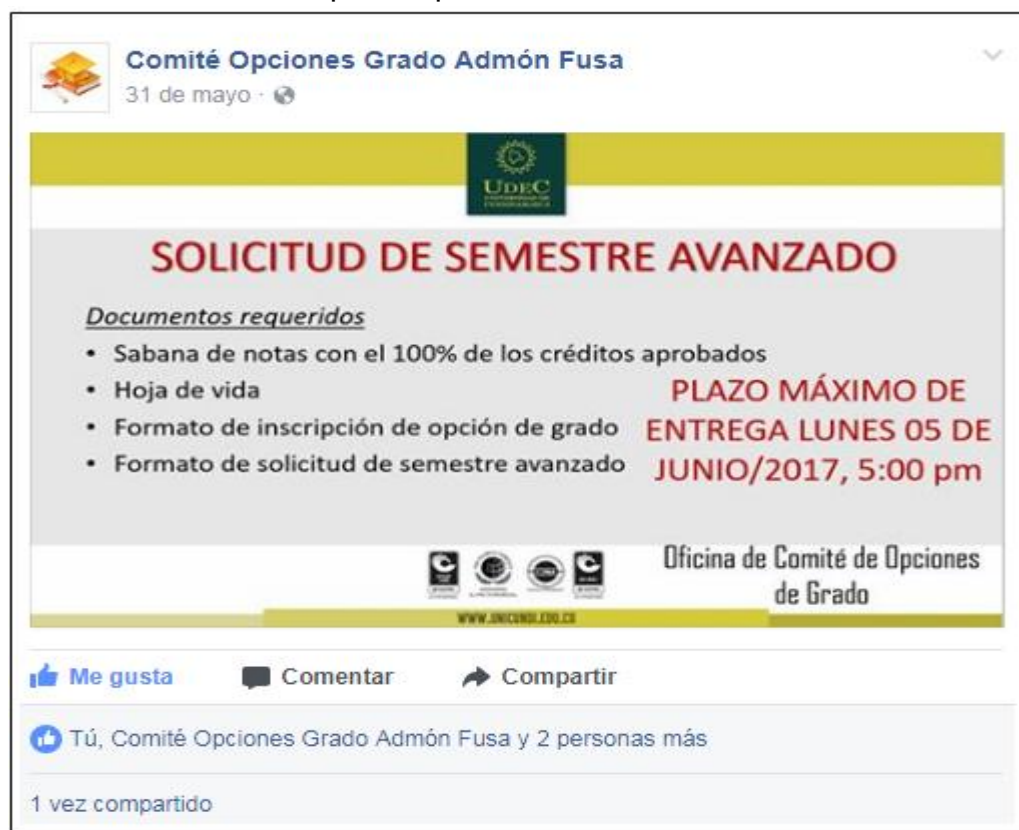 Comité Opciones Grado Admón Fusa
31 de mayo ·
UDEC
UNIVERSIDAD DE
CUNDINAMARCA
SOLICITUD DE SEMESTRE AVANZADO
Documentos requeridos
• Sabana de notas con el 100% de los créditos aprobados
• Hoja de vida
• Formato de inscripción de opción de grado
• Formato de solicitud de semestre avanzado
PLAZO MÁXIMO DE
ENTREGA LUNES 05 DE
JUNIO/2017, 5:00 pm
Oficina de Comité de Opciones
de Grado
WWW.UNICUNDI.EDU.CO
Me gusta Comentar Compartir
Tú, Comité Opciones Grado Admón Fusa y 2 personas más
1 vez compartido